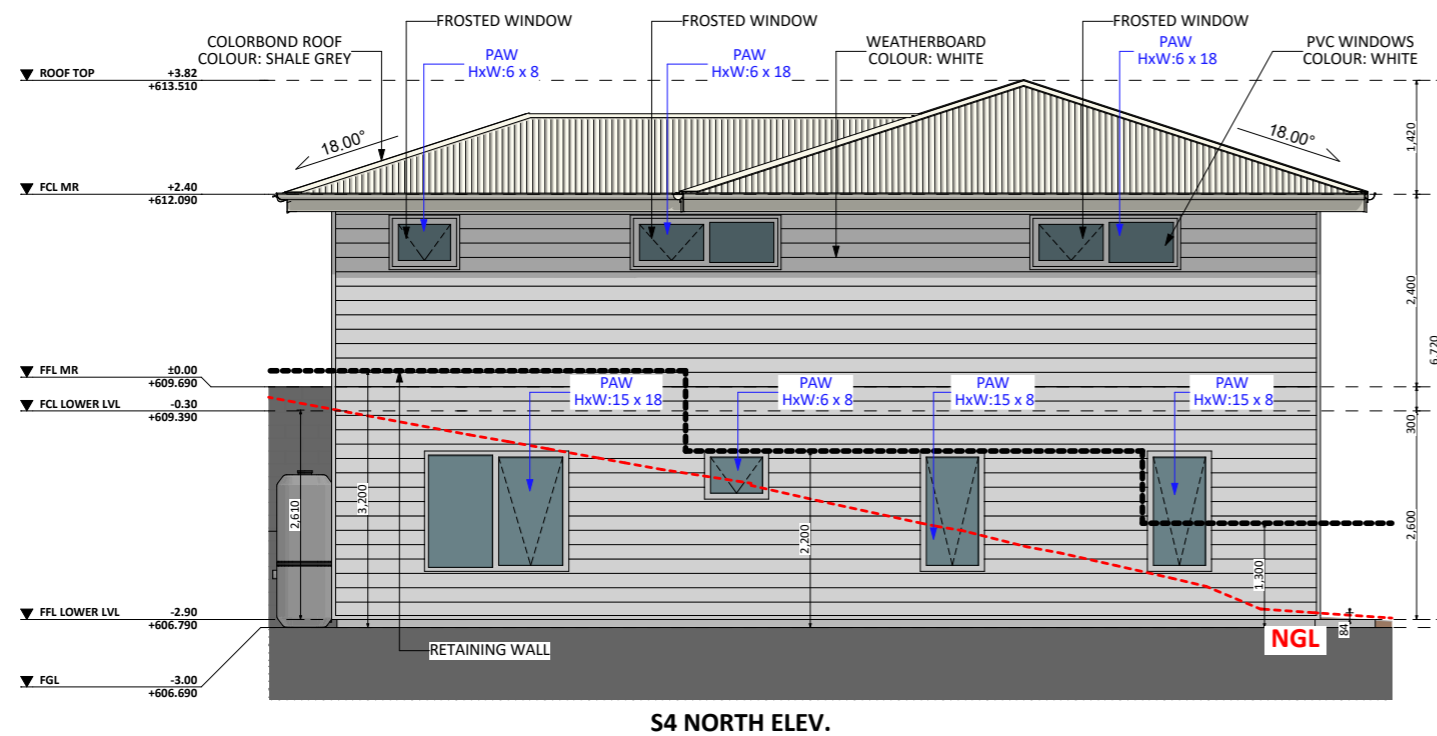 FROSTED WINDOW
FROSTED WINDOW
FROSTED WINDOW
COLORBOND ROOF
COLOUR: SHALE GREY
PAW
HxW:6 x 8
PAW
HxW:6 x 18
WEATHERBOARD
COLOUR: WHITE
PAW
HxW:6 x 18
PVC WINDOWS
COLOUR: WHITE
ROOF TOP +3.82
+613.510
18.00°
18.00°
1,420
FCL MR +2.40
+612.090
2,400
6,720
FFL MR ±0.00
+609.690
FCL LOWER LVL -0.30
+609.390
300
PAW
HxW:15 x 18
PAW
HxW:6 x 8
PAW
HxW:15 x 8
PAW
HxW:15 x 8
2,610
3,200
2,200
1,300
2,600
84
FFL LOWER LVL -2.90
+606.790
RETAINING WALL
NGL
FGL -3.00
+606.690
S4 NORTH ELEV.